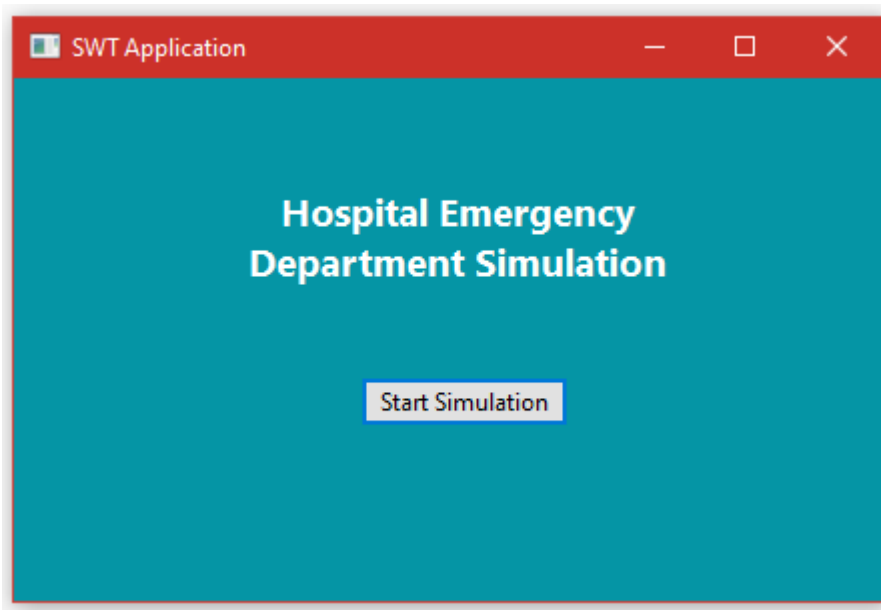 SWT Application
Hospital Emergency
Department Simulation
Start Simulation